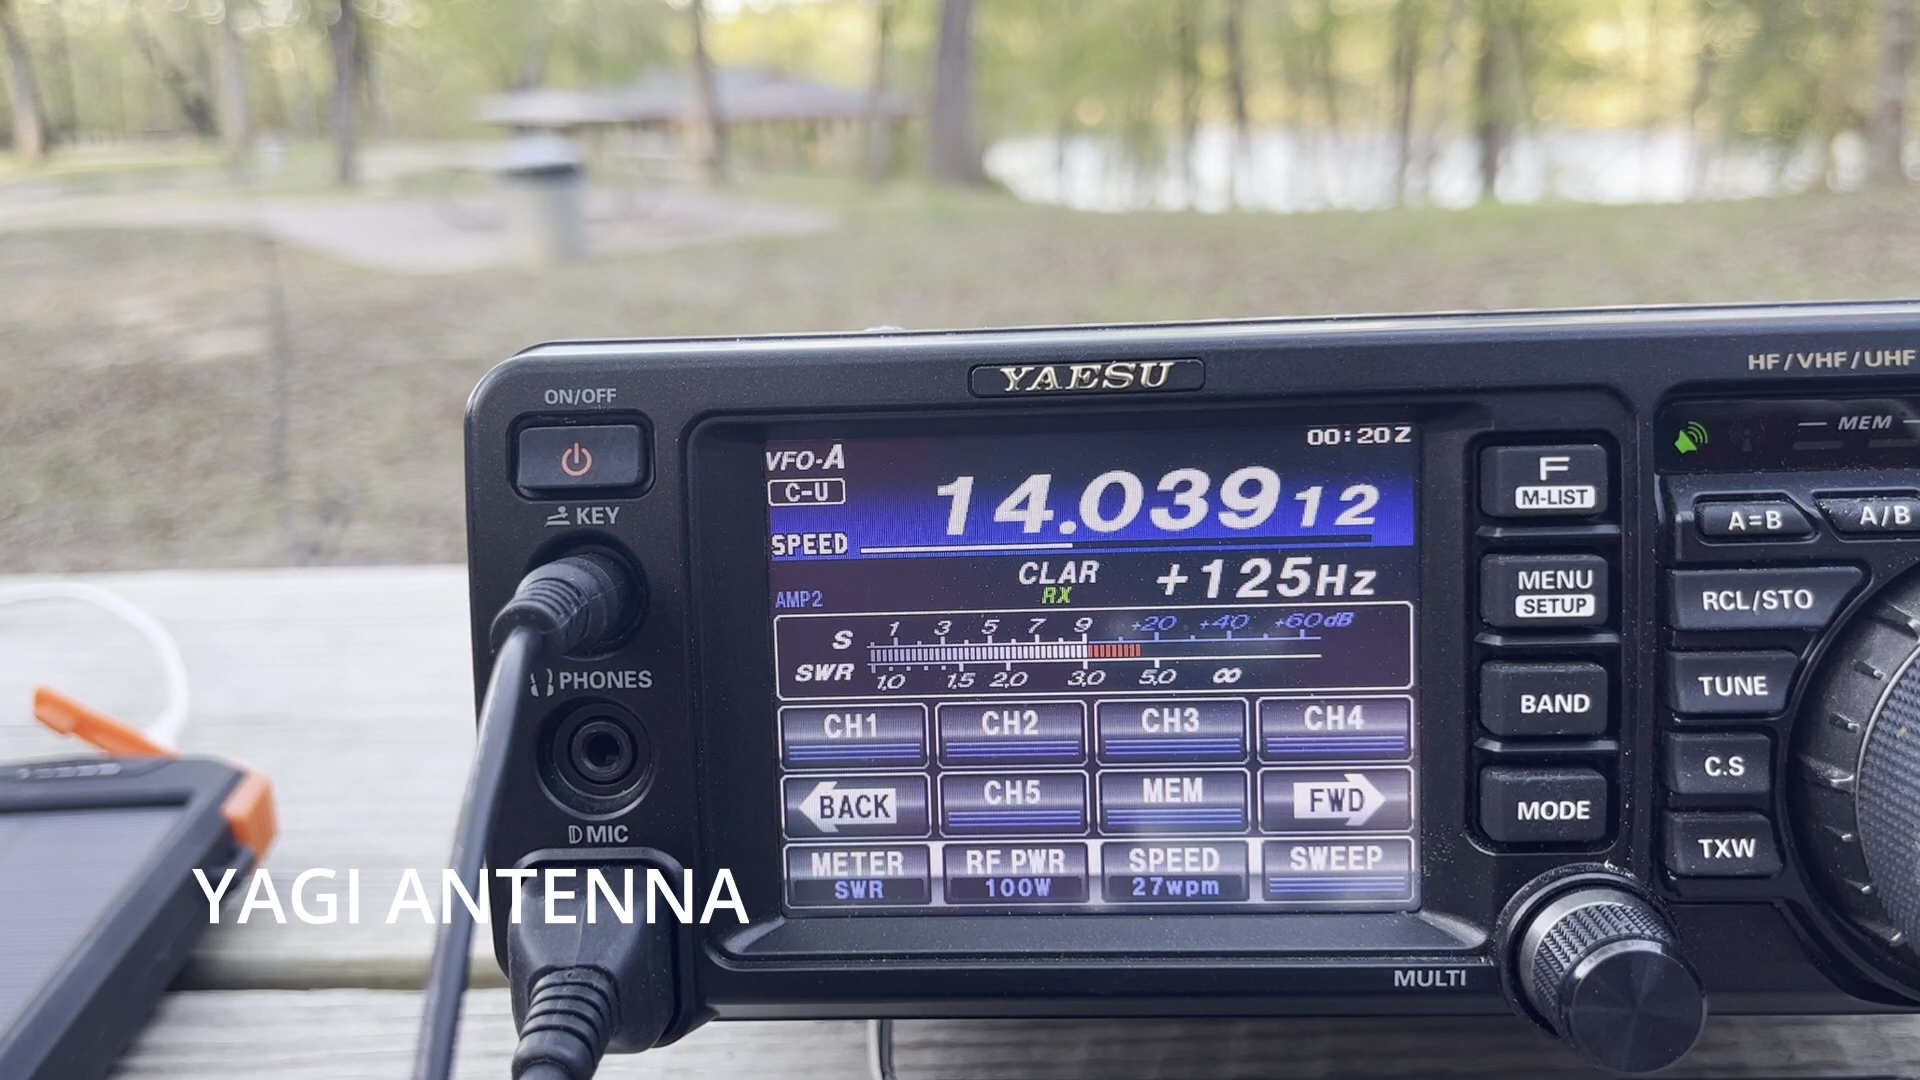 YAESU
HF/VHF/UHF
ON/OFF
KEY
PHONES
MIC
VFO-A
00:20Z
C-U
14.039 12
SPEED
CLAR +125Hz
RX
AMP2
S 1 3 5 7 9 +20 +40 +60dB
SWR 1.0 1.5 2.0 3.0 5.0 ∞
CH1 CH2 CH3 CH4
BACK CH5 MEM FWD
METER RF PWR SPEED SWEEP
SWR 100W 27wpm
F
M-LIST
MENU
SETUP
BAND
MODE
MULTI
MEM
A=B A/B
RCL/STO
TUNE
C.S
TXW
YAGI ANTENNA